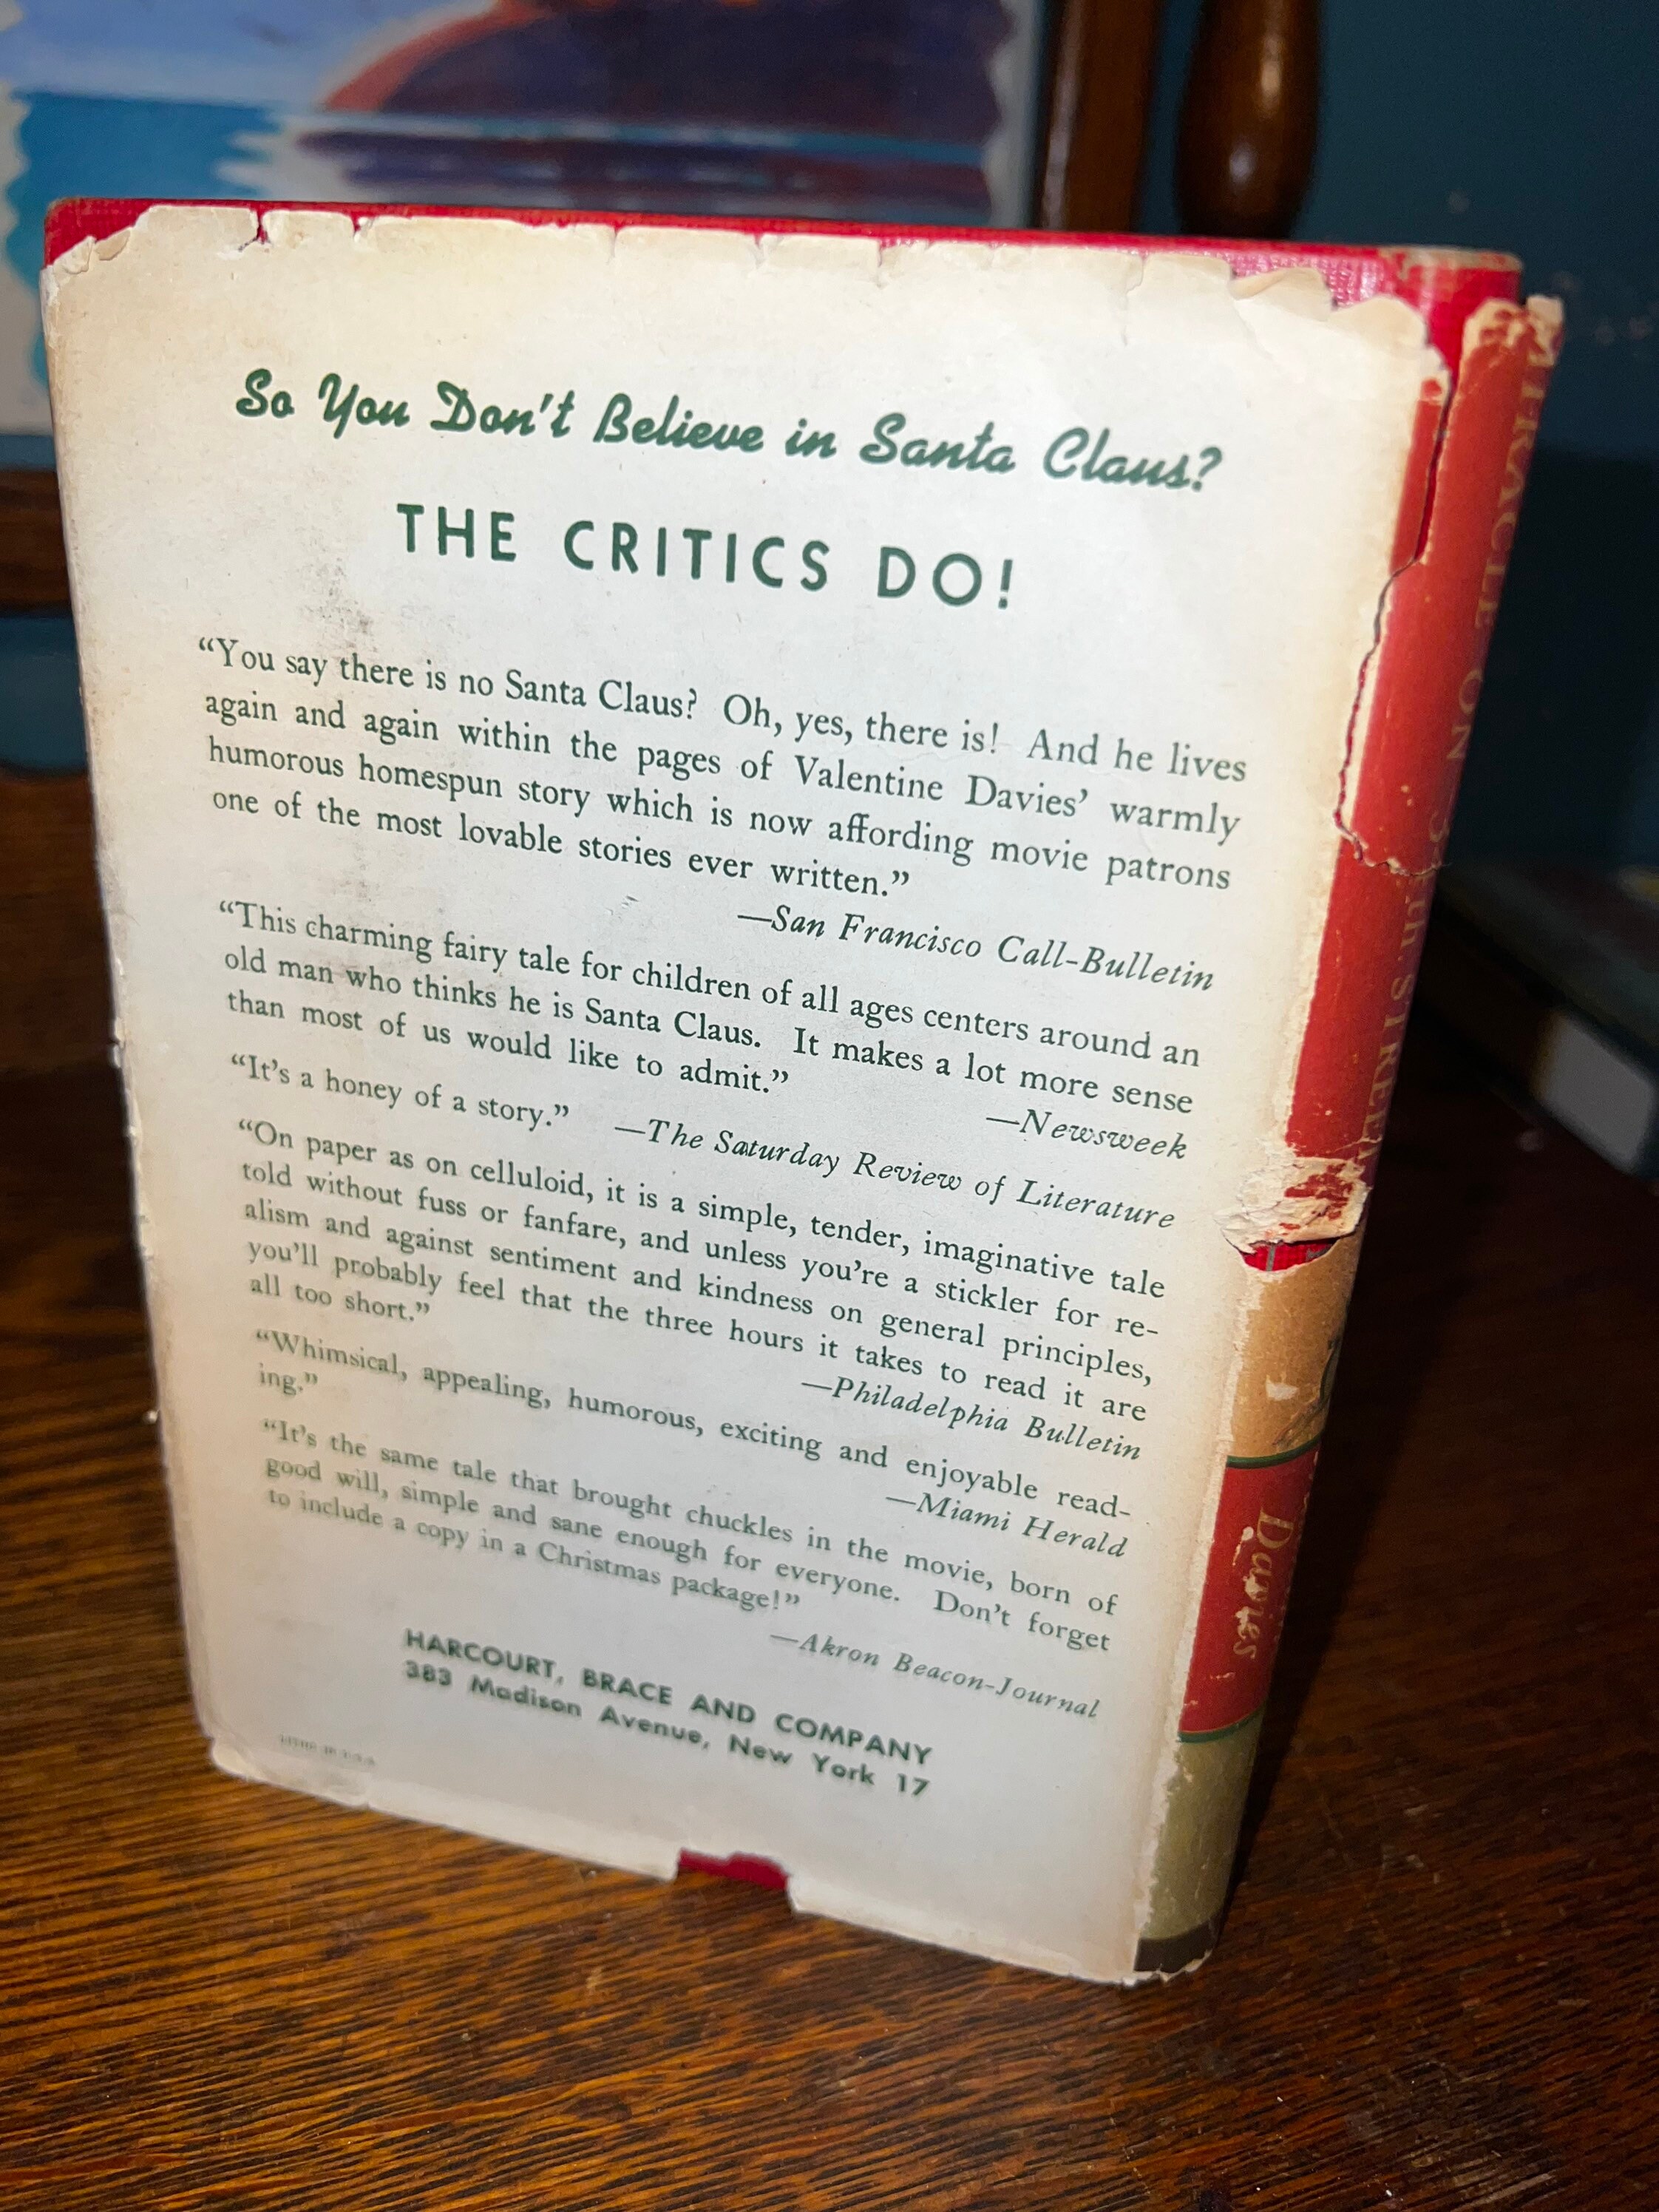 So You Don't Believe in Santa Claus?
THE CRITICS DO!
“You say there is no Santa Claus? Oh, yes, there is! And he lives
again and again within the pages of Valentine Davies’ warmly
humorous homespun story which is now affording movie patrons
one of the most lovable stories ever written.”
—San Francisco Call-Bulletin
“This charming fairy tale for children of all ages centers around an
old man who thinks he is Santa Claus. It makes a lot more sense
than most of us would like to admit.”
—Newsweek
“It’s a honey of a story.” —The Saturday Review of Literature
“On paper as on celluloid, it is a simple, tender, imaginative tale
told without fuss or fanfare, and unless you’re a stickler for re-
alism and against sentiment and kindness on general principles,
you’ll probably feel that the three hours it takes to read it are
all too short.”
—Philadelphia Bulletin
“Whimsical, appealing, humorous, exciting and enjoyable read-
ing.”
—Miami Herald
“It’s the same tale that brought chuckles in the movie, born of
good will, simple and sane enough for everyone. Don’t forget
to include a copy in a Christmas package!”
—Akron Beacon-Journal
HARCOURT, BRACE AND COMPANY
383 Madison Avenue, New York 17
MIRACLE ON STREET
Davies